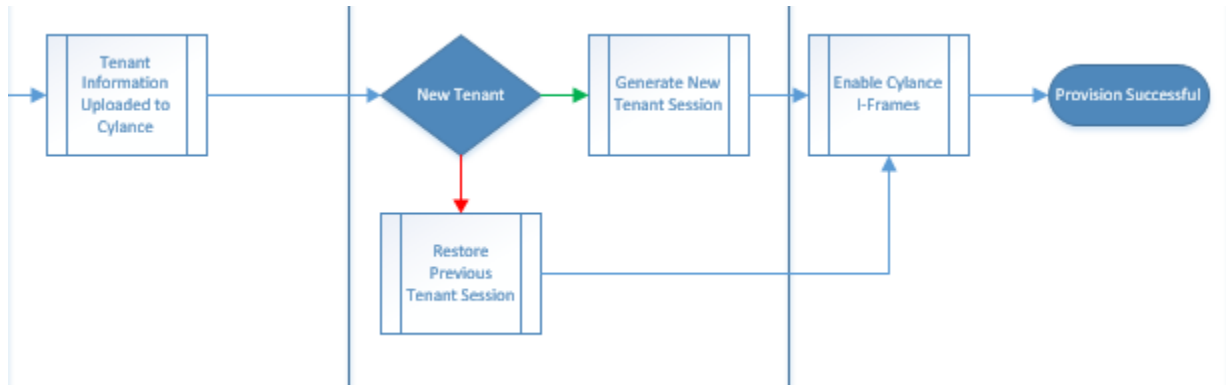 Tenant
Information
Uploaded to
Cylance
New Tenant
Generate New
Tenant Session
Enable Cylance
I-Frames
Provision Successful
Restore
Previous
Tenant Session